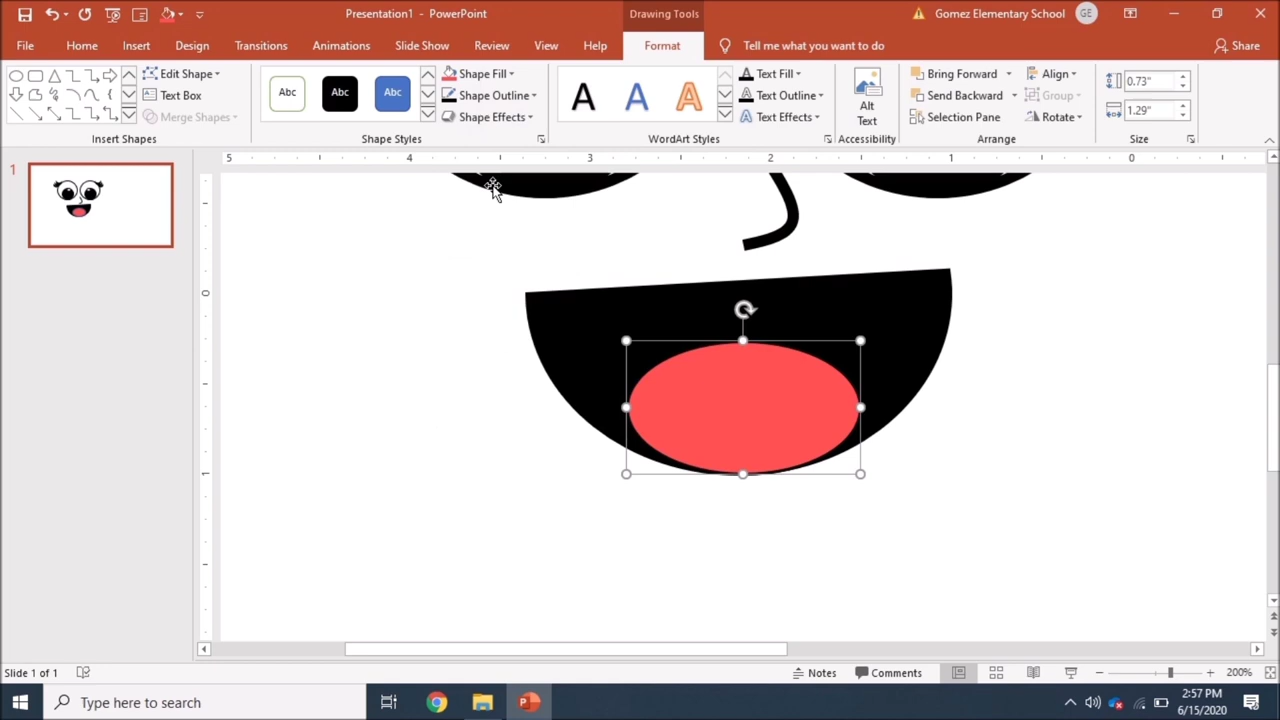 Presentation1 - PowerPoint
Drawing Tools
Gomez Elementary School
GE
File
Home
Insert
Design
Transitions
Animations
Slide Show
Review
View
Help
Format
Tell me what you want to do
Share
Edit Shape
Text Box
Merge Shapes
Insert Shapes
Abc
Abc
Abc
Shape Fill
Shape Outline
Shape Effects
Shape Styles
A
A
A
Text Fill
Text Outline
Text Effects
WordArt Styles
Alt
Text
Accessibility
Bring Forward
Send Backward
Selection Pane
Align
Group
Rotate
Arrange
0.73"
1.29"
Size
5 4 3 2 1 0
1
0
1
Slide 1 of 1
Notes
Comments
200%
Type here to search
2:57 PM
6/15/2020